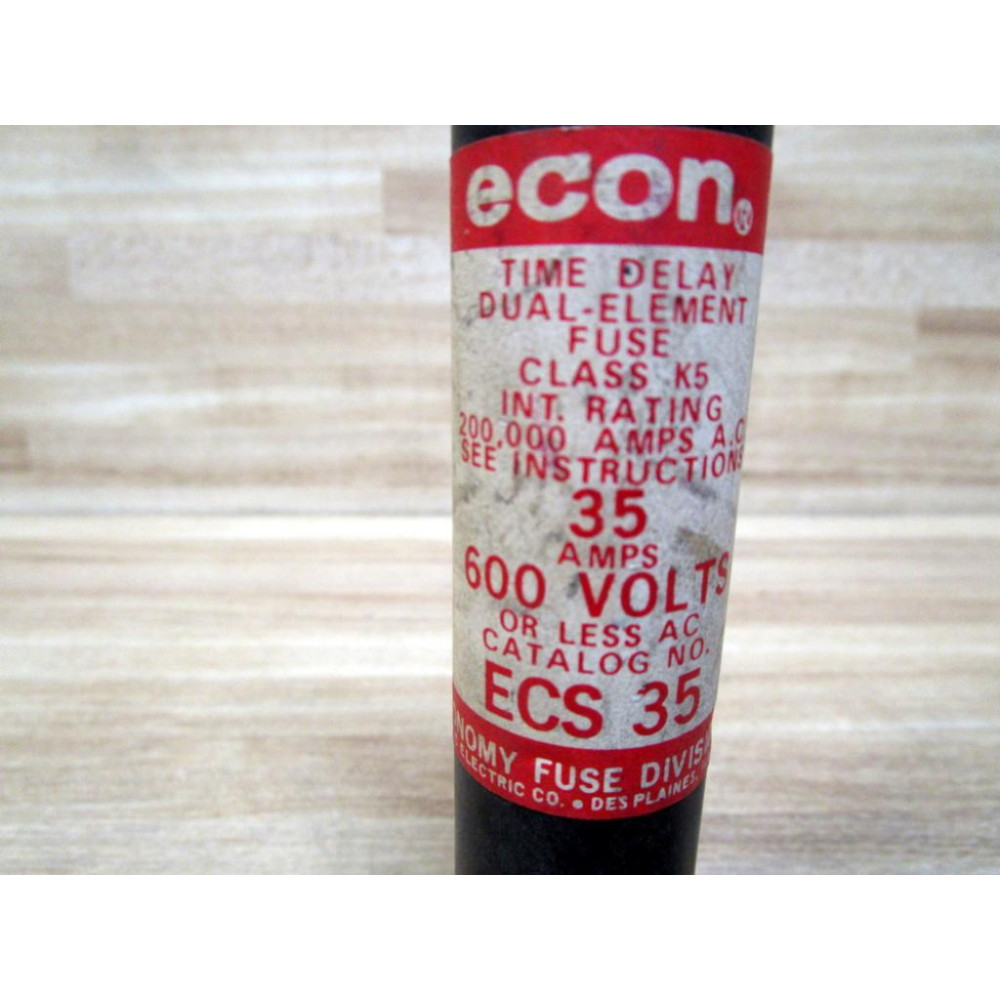 econ®
TIME DELAY
DUAL-ELEMENT
FUSE
CLASS K5
INT. RATING
200,000 AMPS A.C
SEE INSTRUCTIONS
35
AMPS
600 VOLTS
OR LESS AC
CATALOG NO.
ECS 35
NOMY FUSE DIVIS
ELECTRIC CO. • DES PLAINES,